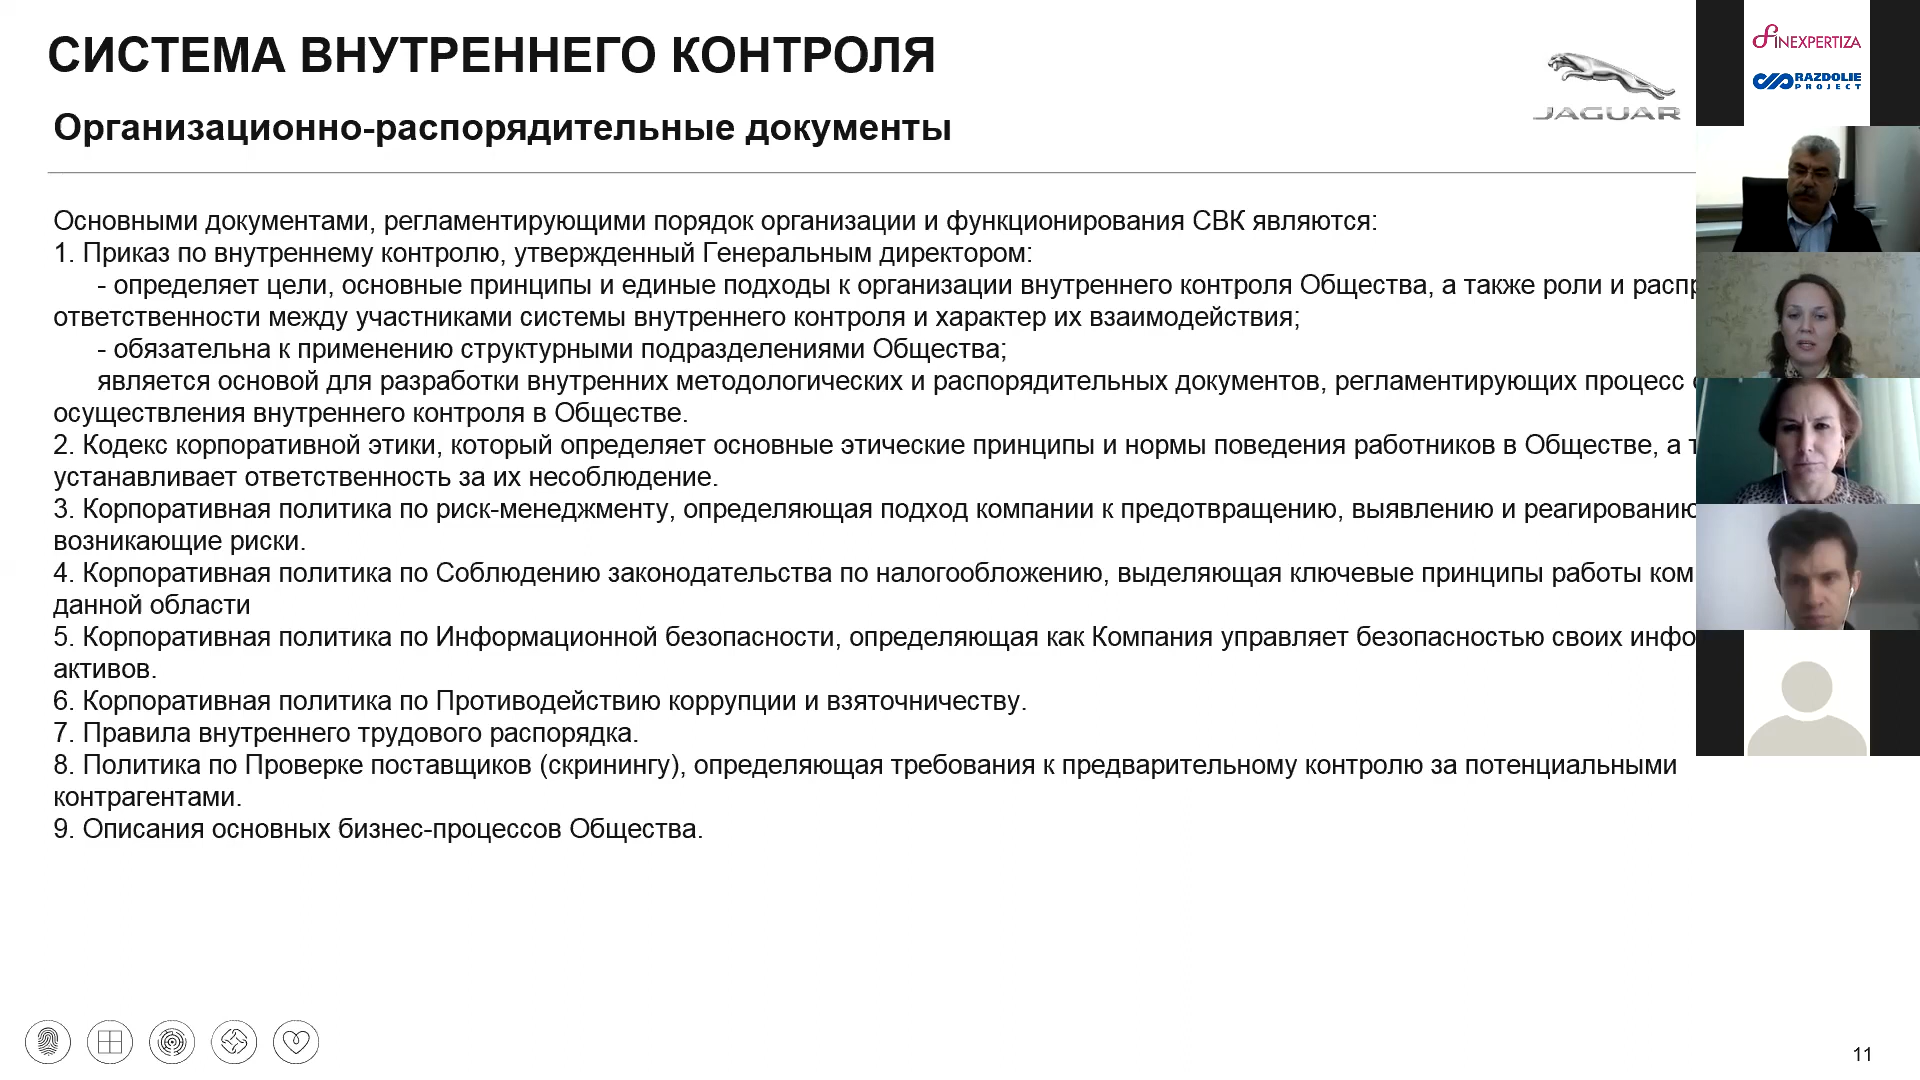 СИСТЕМА ВНУТРЕННЕГО КОНТРОЛЯ
Организационно-распорядительные документы
JAGUAR
FINEXPERTIZA
RAZDOLIE
PROJECT
Основными документами, регламентирующими порядок организации и функционирования СВК являются:
1. Приказ по внутреннему контролю, утвержденный Генеральным директором:
- определяет цели, основные принципы и единые подходы к организации внутреннего контроля Общества, а также роли и
ответственности между участниками системы внутреннего контроля и характер их взаимодействия;
- обязательна к применению структурными подразделениями Общества;
является основой для разработки внутренних методологических и распорядительных документов, регламентирующих процесс
осуществления внутреннего контроля в Обществе.
2. Кодекс корпоративной этики, который определяет основные этические принципы и нормы поведения работников в Обществе, а
устанавливает ответственность за их несоблюдение.
3. Корпоративная политика по риск-менеджменту, определяющая подход компании к предотвращению, выявлению и реагированию
возникающие риски.
4. Корпоративная политика по Соблюдению законодательства по налогообложению, выделяющая ключевые принципы работы
данной области
5. Корпоративная политика по Информационной безопасности, определяющая как Компания управляет безопасностью своих
активов.
6. Корпоративная политика по Противодействию коррупции и взяточничеству.
7. Правила внутреннего трудового распорядка.
8. Политика по Проверке поставщиков (скринингу), определяющая требования к предварительному контролю за потенциальными
контрагентами.
9. Описания основных бизнес-процессов Общества.
11